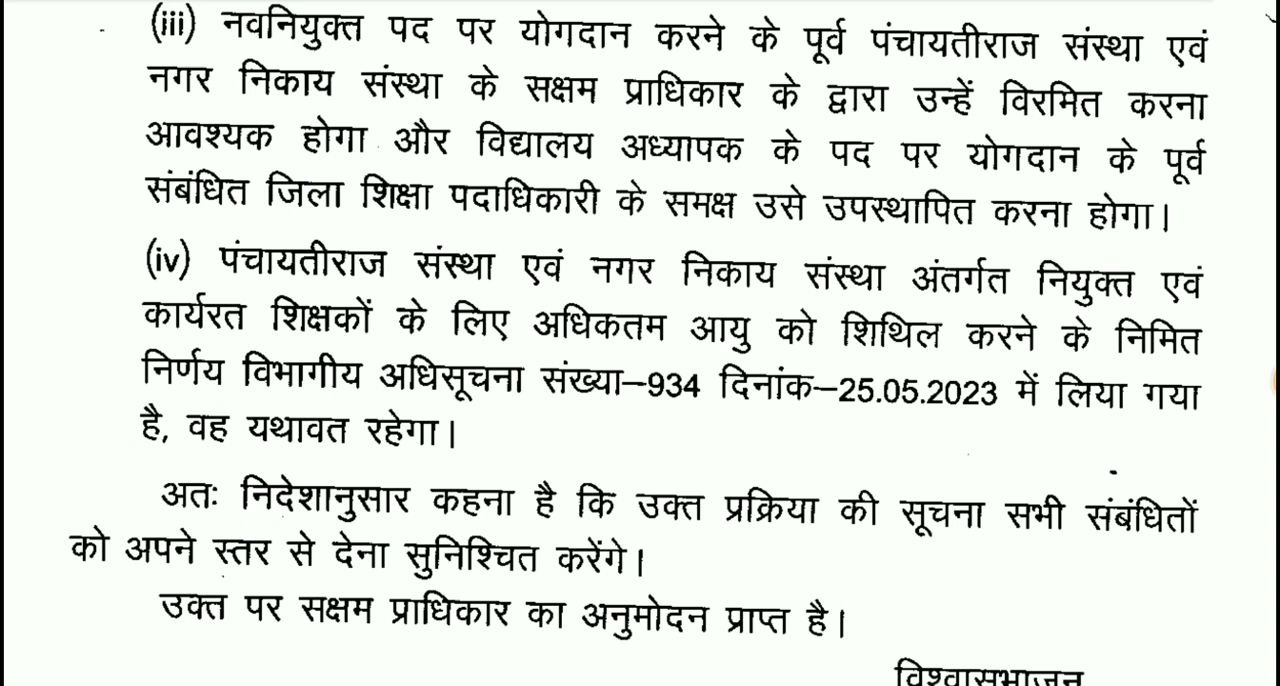 (iii) नवनियुक्त पद पर योगदान करने के पूर्व पंचायतीराज संस्था एवं
नगर निकाय संस्था के सक्षम प्राधिकार के द्वारा उन्हें विरमित करना
आवश्यक होगा और विद्यालय अध्यापक के पद पर योगदान के पूर्व
संबंधित जिला शिक्षा पदाधिकारी के समक्ष उसे उपस्थापित करना होगा।
(iv) पंचायतीराज संस्था एवं नगर निकाय संस्था अंतर्गत नियुक्त एवं
कार्यरत शिक्षकों के लिए अधिकतम आयु को शिथिल करने के निमित
निर्णय विभागीय अधिसूचना संख्या–934 दिनांक–25.05.2023 में लिया गया
है, वह यथावत रहेगा।
अतः निदेशानुसार कहना है कि उक्त प्रक्रिया की सूचना सभी संबंधितों
को अपने स्तर से देना सुनिश्चित करेंगे।
उक्त पर सक्षम प्राधिकार का अनुमोदन प्राप्त है।
विश्वासभाजन